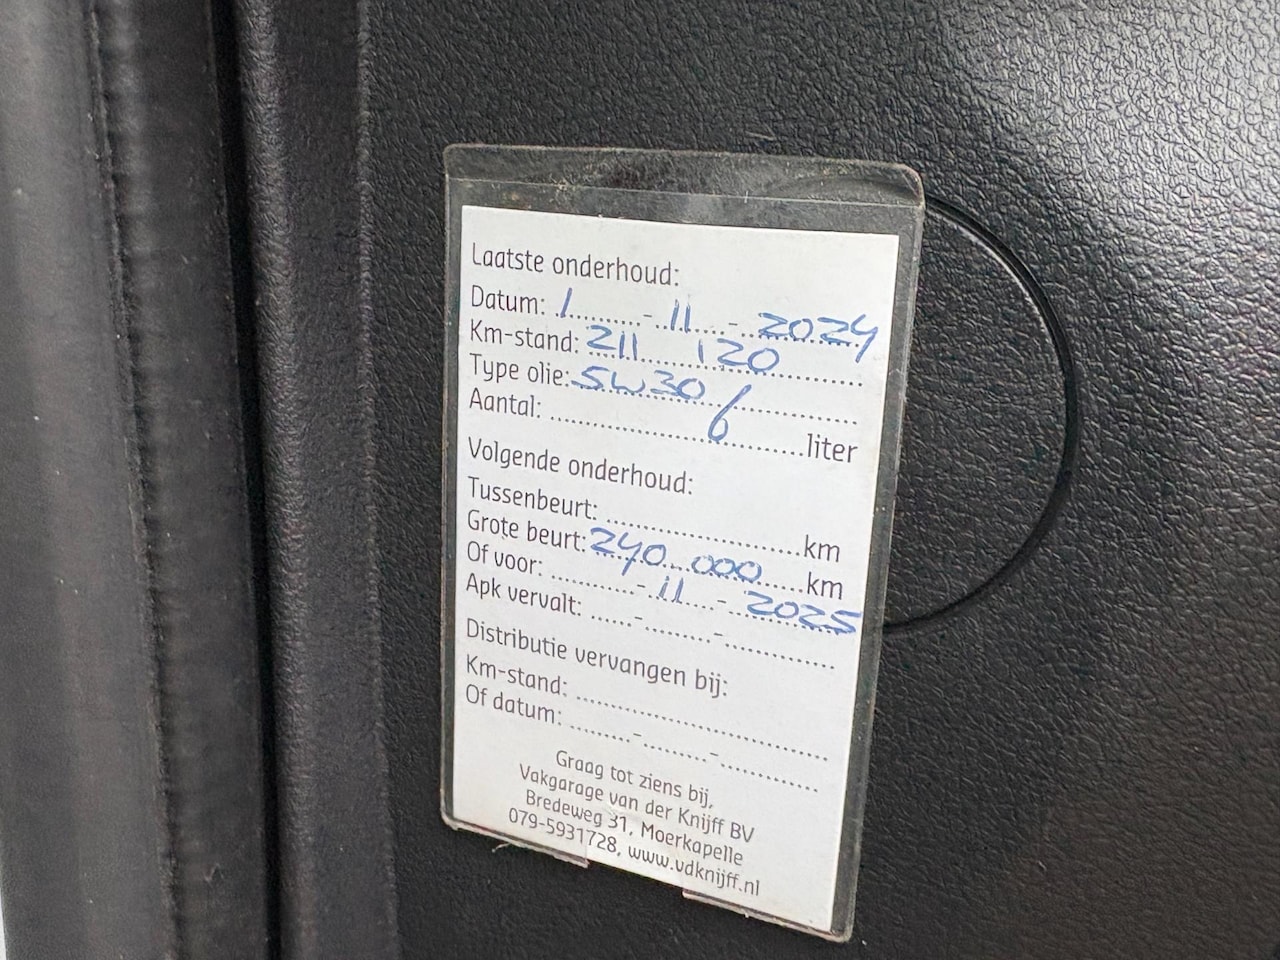 Laatste onderhoud:
Datum: 1 - 11 - 2024
Km-stand: 211 120
Type olie: 5W30
Aantal: 6 liter
Volgende onderhoud:
Tussenbeurt: km
Grote beurt: 240 000 km
Of voor: - 11 - 2025
Apk vervalt: - -
Distributie vervangen bij:
Km-stand:
Of datum: - -
Graag tot ziens bij,
Vakgarage van der Knijff BV
Bredeweg 31, Moerkapelle
079-5931728, www.vdknijff.nl